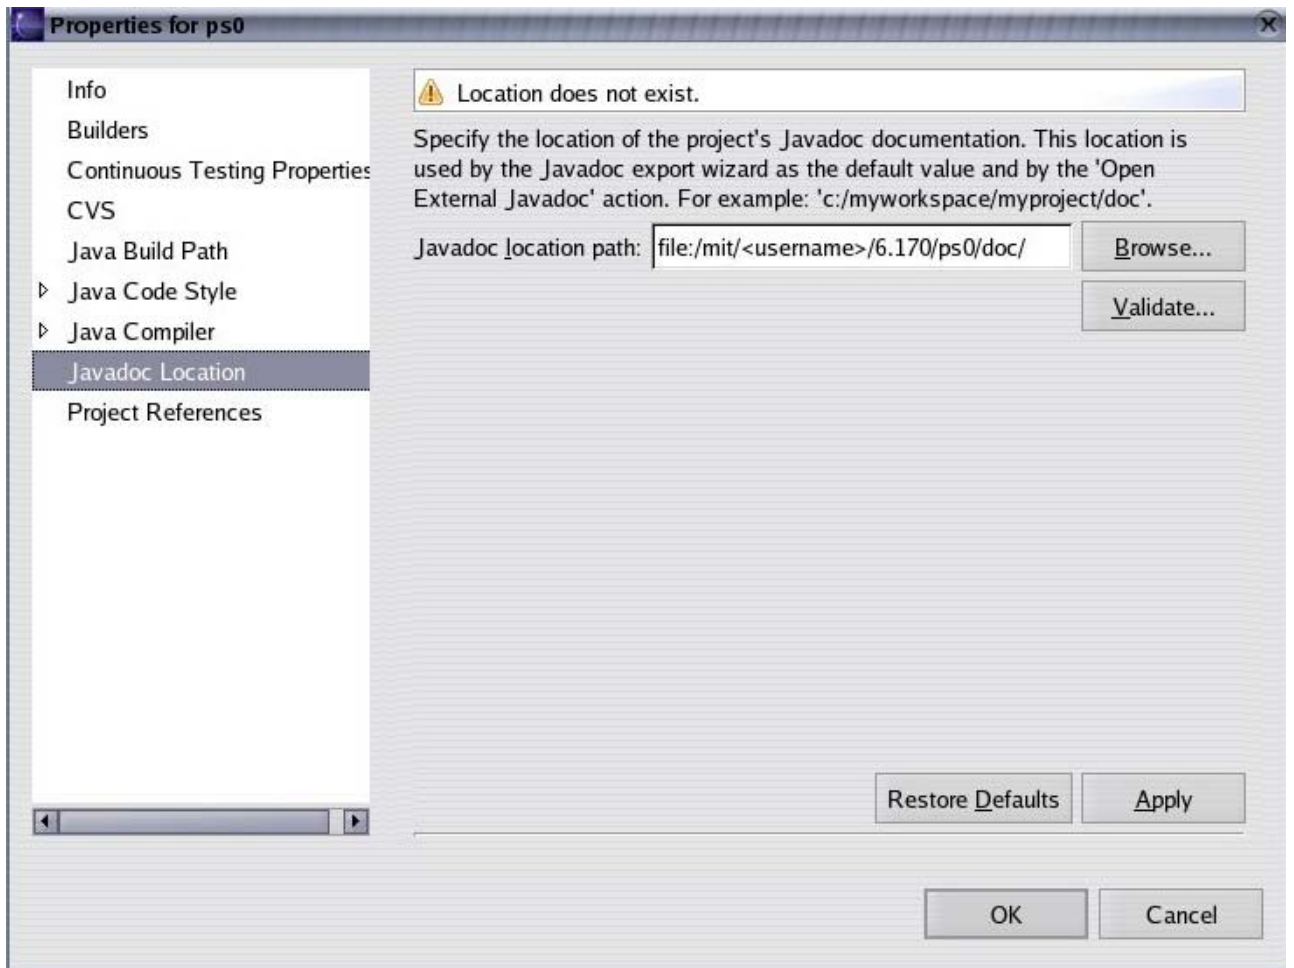 Properties for ps0
Info
Builders
Continuous Testing Properties
CVS
Java Build Path
Java Code Style
Java Compiler
Javadoc Location
Project References
Location does not exist.
Specify the location of the project's Javadoc documentation. This location is
used by the Javadoc export wizard as the default value and by the 'Open
External Javadoc' action. For example: 'c:/myworkspace/myproject/doc'.
Javadoc location path: file:/mit/<username>/6.170/ps0/doc/ Browse...
Validate...
Restore Defaults Apply
OK Cancel